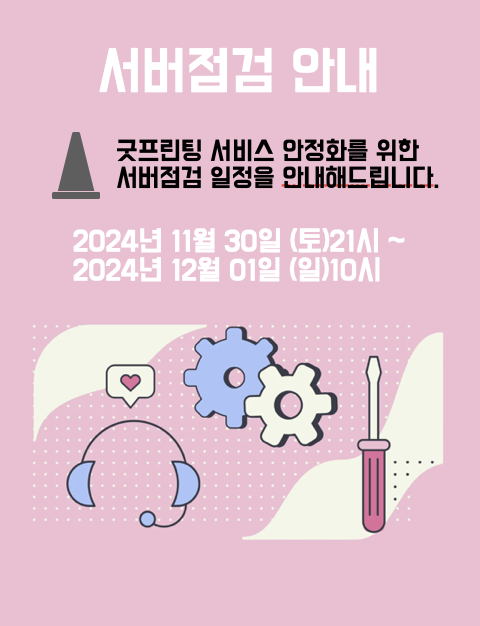 서버점검 안내
굿프린팅 서비스 안정화를 위한
서버점검 일정을 안내해드립니다.
2024년 11월 30일 (토)21시 ~
2024년 12월 01일 (일)10시